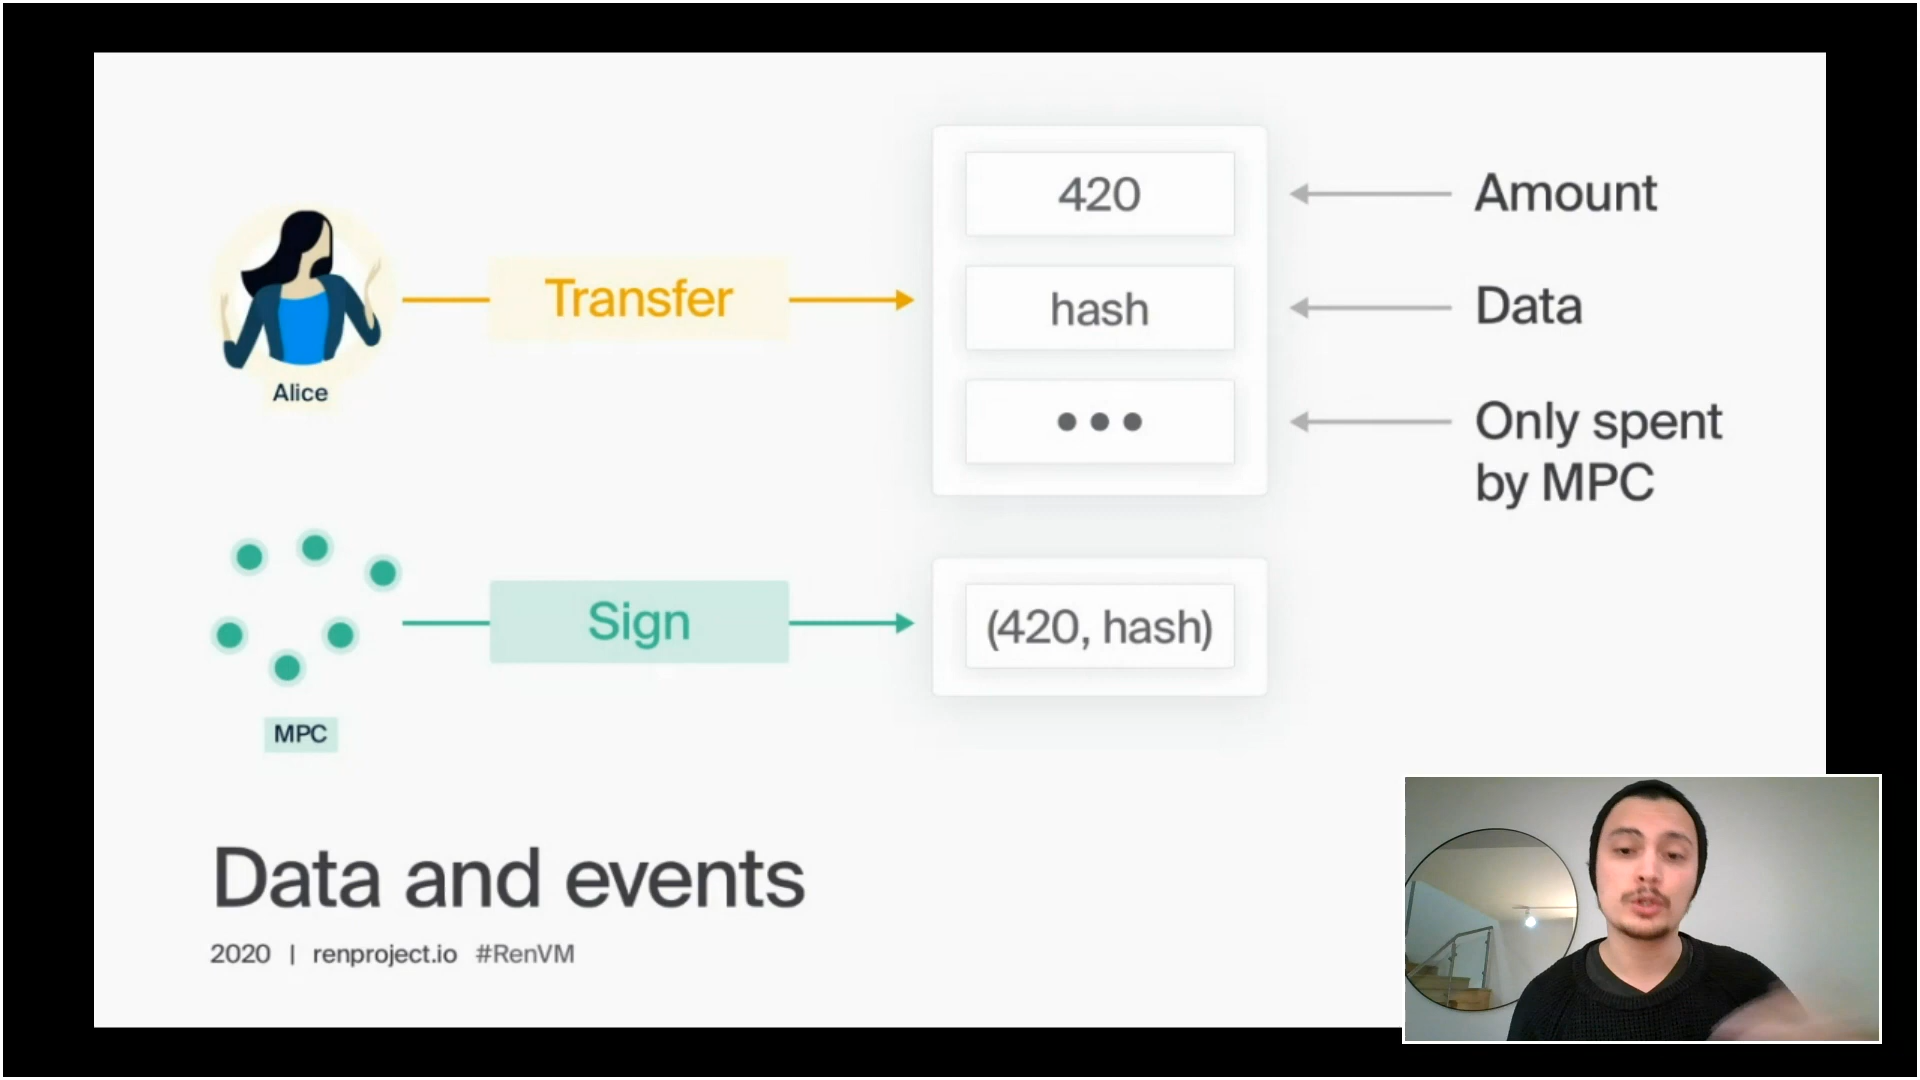 420
Amount
Transfer
hash
Data
•••
Only spent
by MPC
Alice
Sign
(420, hash)
MPC
Data and events
2020 | renproject.io #RenVM